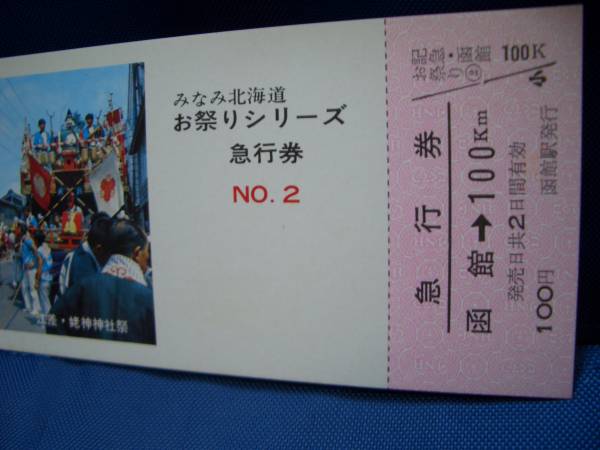 みなみ北海道
お祭りシリーズ
急行券
NO. 2
江差・姥神神社祭
記急・函館
お祭り②
100K
小
急行券
函館→100Km
発売日共2日間有効
100円
函館駅発行